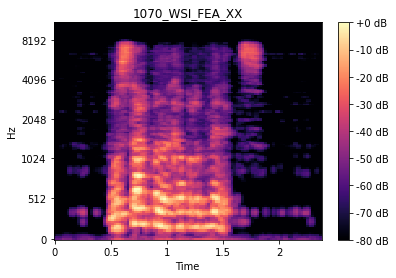 1070_WSI_FEA_XX
8192
4096
2048
1024
512
0
Hz
0
0.5
1
1.5
2
Time
+0 dB
-10 dB
-20 dB
-30 dB
-40 dB
-50 dB
-60 dB
-70 dB
-80 dB